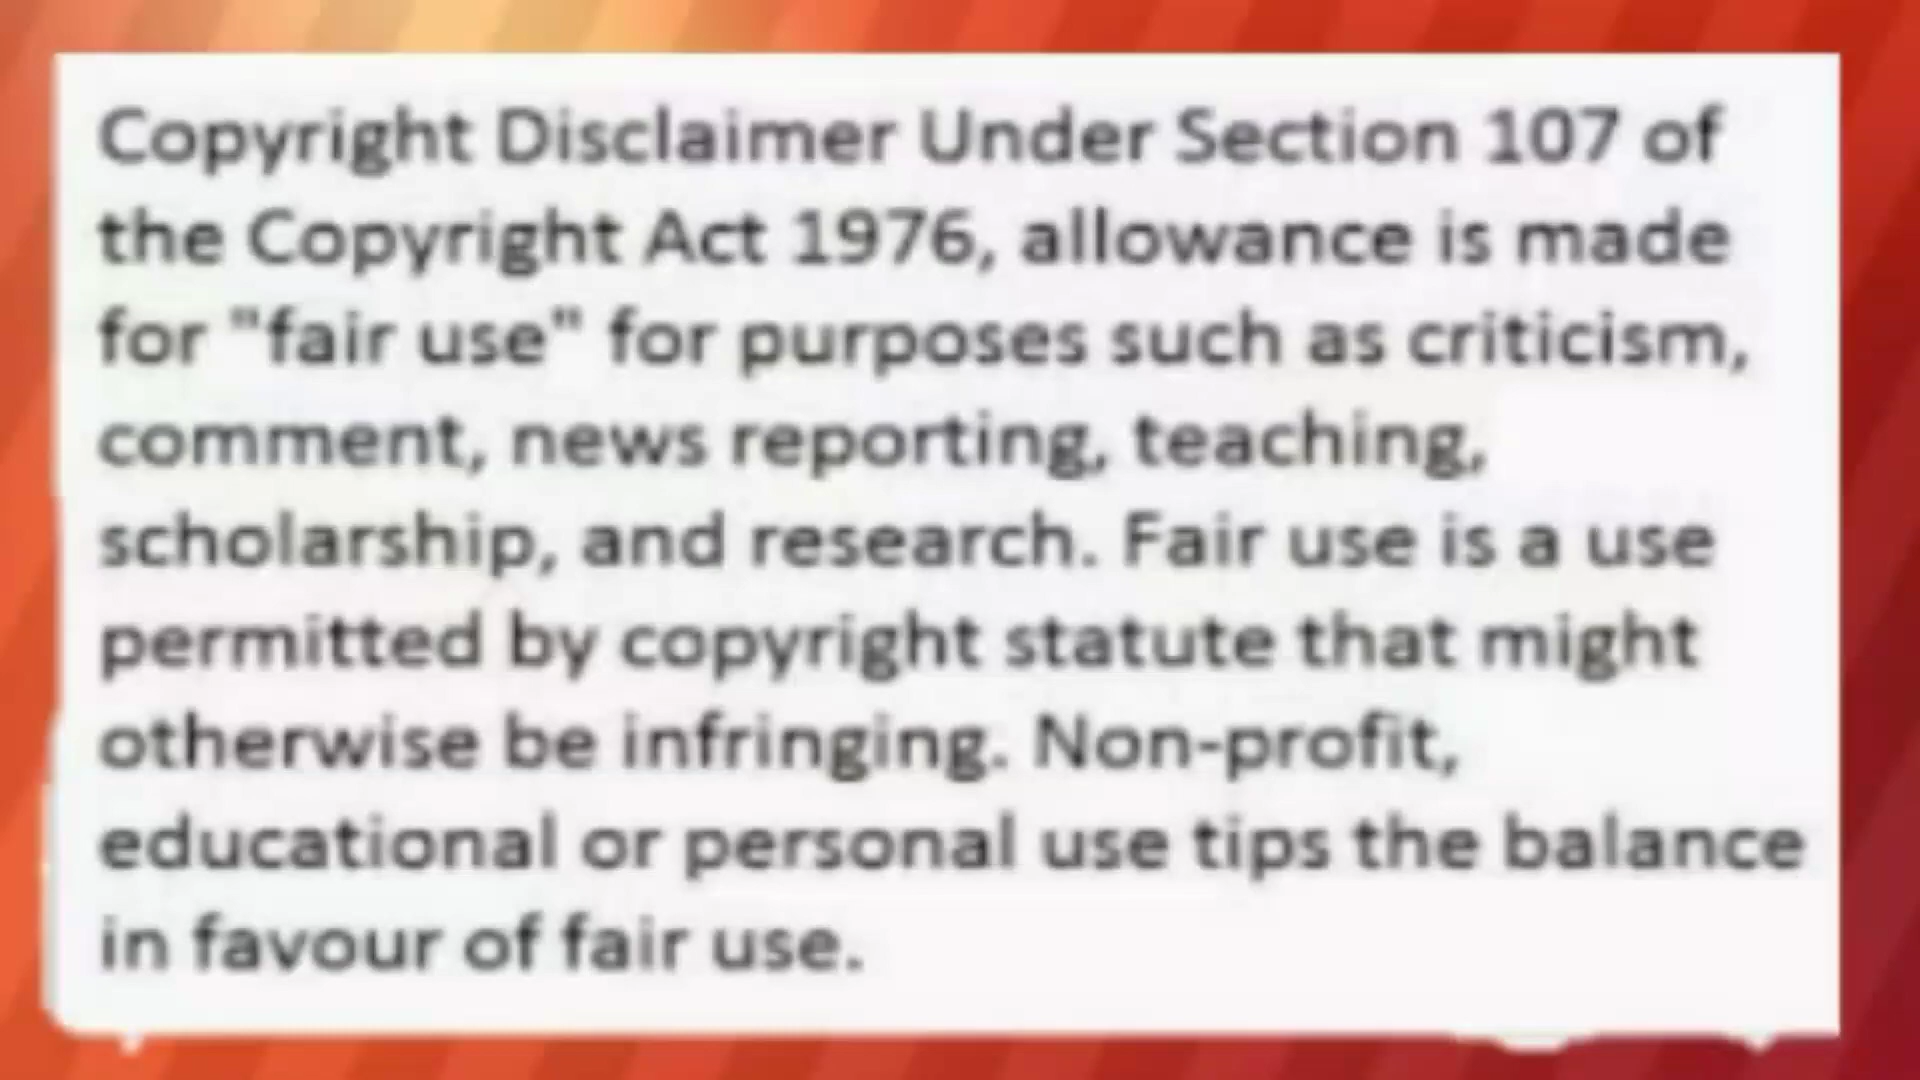 Copyright Disclaimer Under Section 107 of
the Copyright Act 1976, allowance is made
for "fair use" for purposes such as criticism,
comment, news reporting, teaching,
scholarship, and research. Fair use is a use
permitted by copyright statute that might
otherwise be infringing. Non-profit,
educational or personal use tips the balance
in favour of fair use.